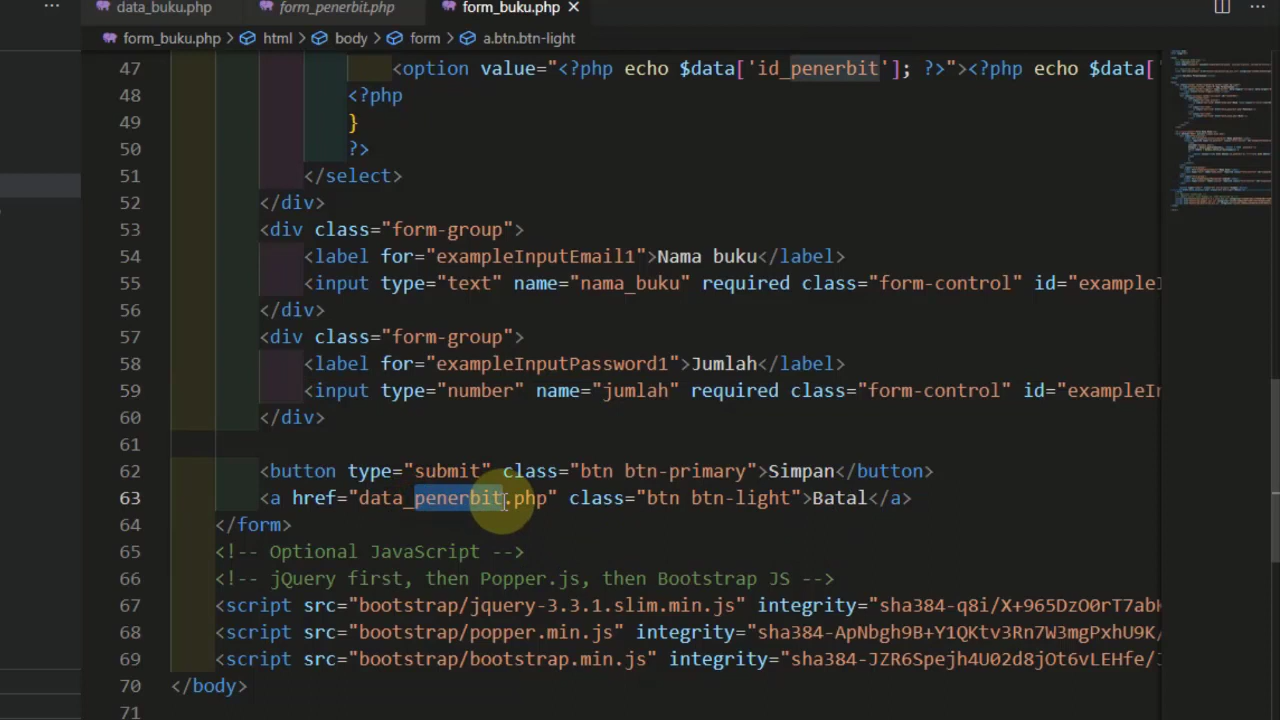 data_buku.php form_penerbit.php form_buku.php
form_buku.php > html > body > form > a.btn.btn-light
47 <option value="<?php echo $data['id_penerbit']; ?>"><?php echo $data['
48 <?php
49 }
50 ?>
51 </select>
52 </div>
53 <div class="form-group">
54 <label for="exampleInputEmail1">Nama buku</label>
55 <input type="text" name="nama_buku" required class="form-control" id="exampleI
56 </div>
57 <div class="form-group">
58 <label for="exampleInputPassword1">Jumlah</label>
59 <input type="number" name="jumlah" required class="form-control" id="exampleIn
60 </div>
61
62 <button type="submit" class="btn btn-primary">Simpan</button>
63 <a href="data_penerbit.php" class="btn btn-light">Batal</a>
64 </form>
65 <!-- Optional JavaScript -->
66 <!-- jQuery first, then Popper.js, then Bootstrap JS -->
67 <script src="bootstrap/jquery-3.3.1.slim.min.js" integrity="sha384-q8i/X+965DzO0rT7abK
68 <script src="bootstrap/popper.min.js" integrity="sha384-ApNbgh9B+Y1QKtv3Rn7W3mgPxhU9K/
69 <script src="bootstrap/bootstrap.min.js" integrity="sha384-JZR6Spejh4U02d8jOt6vLEHfe/
70 </body>
71